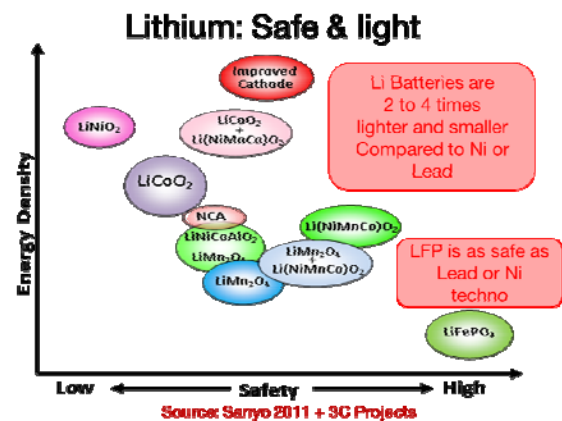 Lithium: Safe & light
Energy Density
Improved
Cathode
LiNiO₂
LiCoO₂
+
Li(NiMnCo)O₂
Li Batteries are
2 to 4 times
lighter and smaller
Compared to Ni or
Lead
LiCoO₂
NCA
LiNiCoAlO₂
LiMn₂O₄
Li(NiMnCo)O₂
LiMn₂O₄
+
Li(NiMnCo)O₂
LiMn₂O₄
LFP is as safe as
Lead or Ni
techno
LiFePO₄
Low
Safety
High
Source: Sanyo 2011 + 3C Projects